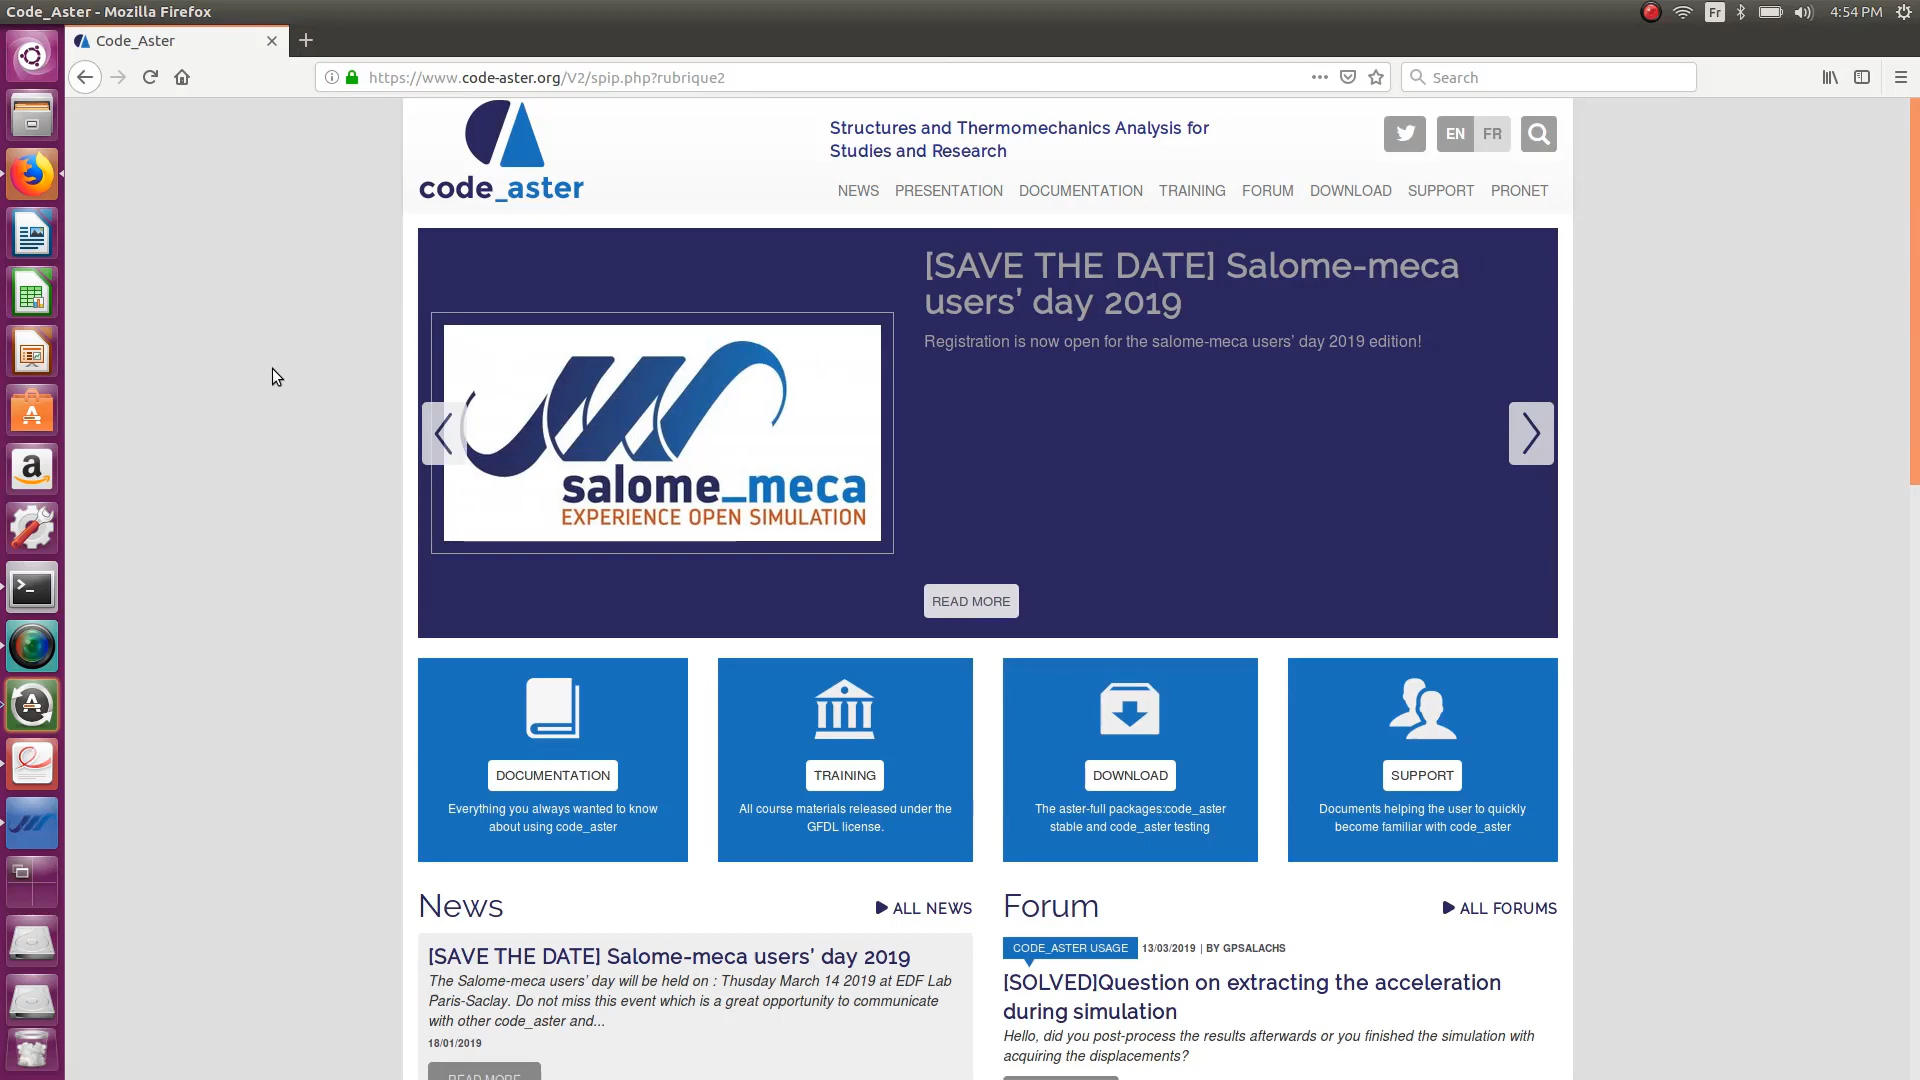 Code_Aster - Mozilla Firefox
Fr
4:54 PM
Code_Aster
https://www.code-aster.org/V2/spip.php?rubrique2
Search
code_aster
Structures and Thermomechanics Analysis for
Studies and Research
EN FR
NEWS PRESENTATION DOCUMENTATION TRAINING FORUM DOWNLOAD SUPPORT PRONET
salome_meca
EXPERIENCE OPEN SIMULATION
[SAVE THE DATE] Salome-meca
users’ day 2019
Registration is now open for the salome-meca users’ day 2019 edition!
READ MORE
DOCUMENTATION
Everything you always wanted to know
about using code_aster
TRAINING
All course materials released under the
GFDL license.
DOWNLOAD
The aster-full packages:code_aster
stable and code_aster testing
SUPPORT
Documents helping the user to quickly
become familiar with code_aster
News
ALL NEWS
[SAVE THE DATE] Salome-meca users’ day 2019
The Salome-meca users’ day will be held on : Thusday March 14 2019 at EDF Lab
Paris-Saclay. Do not miss this event which is a great opportunity to communicate
with other code_aster and...
18/01/2019
READ MORE
Forum
ALL FORUMS
CODE_ASTER USAGE 13/03/2019 | BY GPSALACHS
[SOLVED]Question on extracting the acceleration
during simulation
Hello, did you post-process the results afterwards or you finished the simulation with
acquiring the displacements?